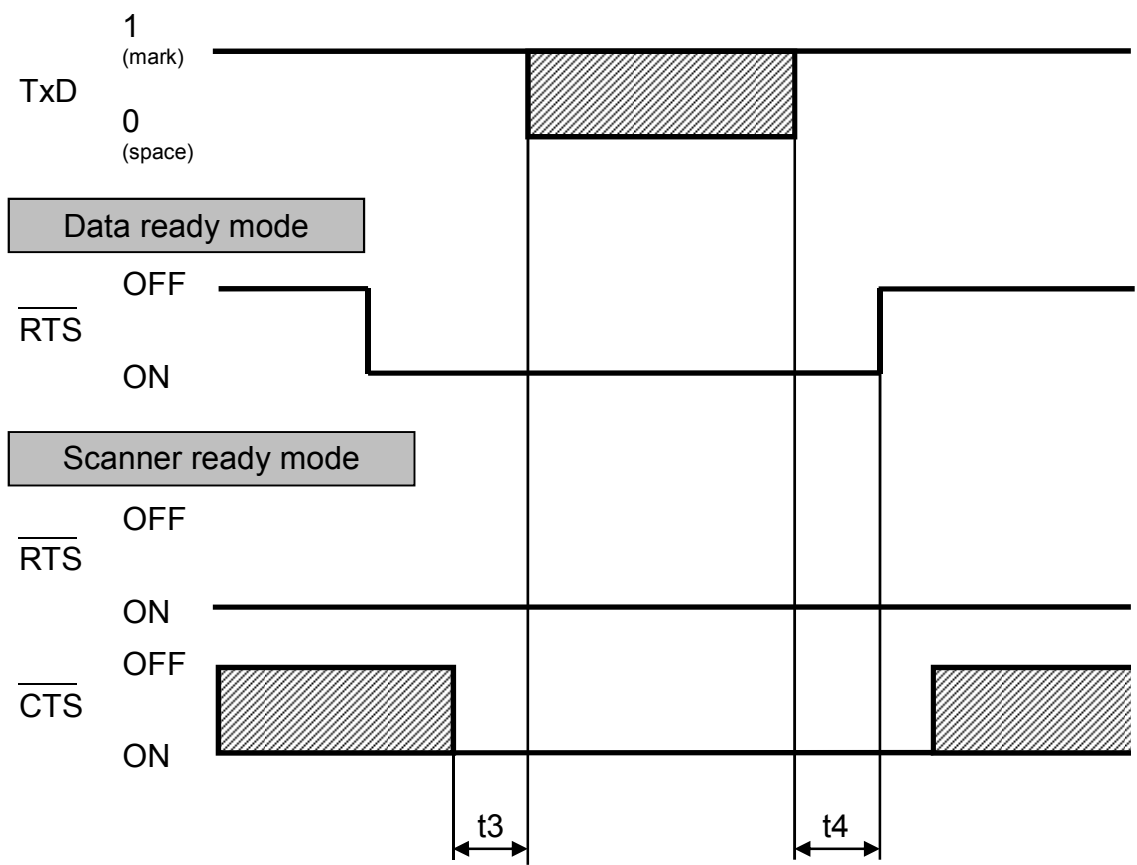 1
(mark)
TxD
0
(space)
Data ready mode
OFF
RTS
ON
Scanner ready mode
OFF
RTS
ON
OFF
CTS
ON
t3
t4